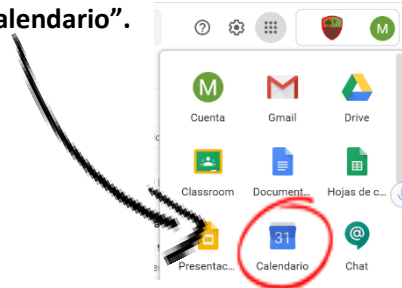 alendario”.
M
Cuenta
Gmail
Drive
Classroom
Document...
Hojas de c...
31
Presentac...
Calendario
Chat